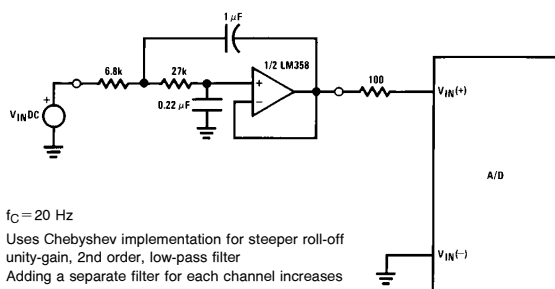 1 μF
6.8k
27k
1/2 LM358
+
−
0.22 μF
100
+
VIN DC
VIN(+)
A/D
VIN(−)
fC = 20 Hz
Uses Chebyshev implementation for steeper roll-off
unity-gain, 2nd order, low-pass filter
Adding a separate filter for each channel increases